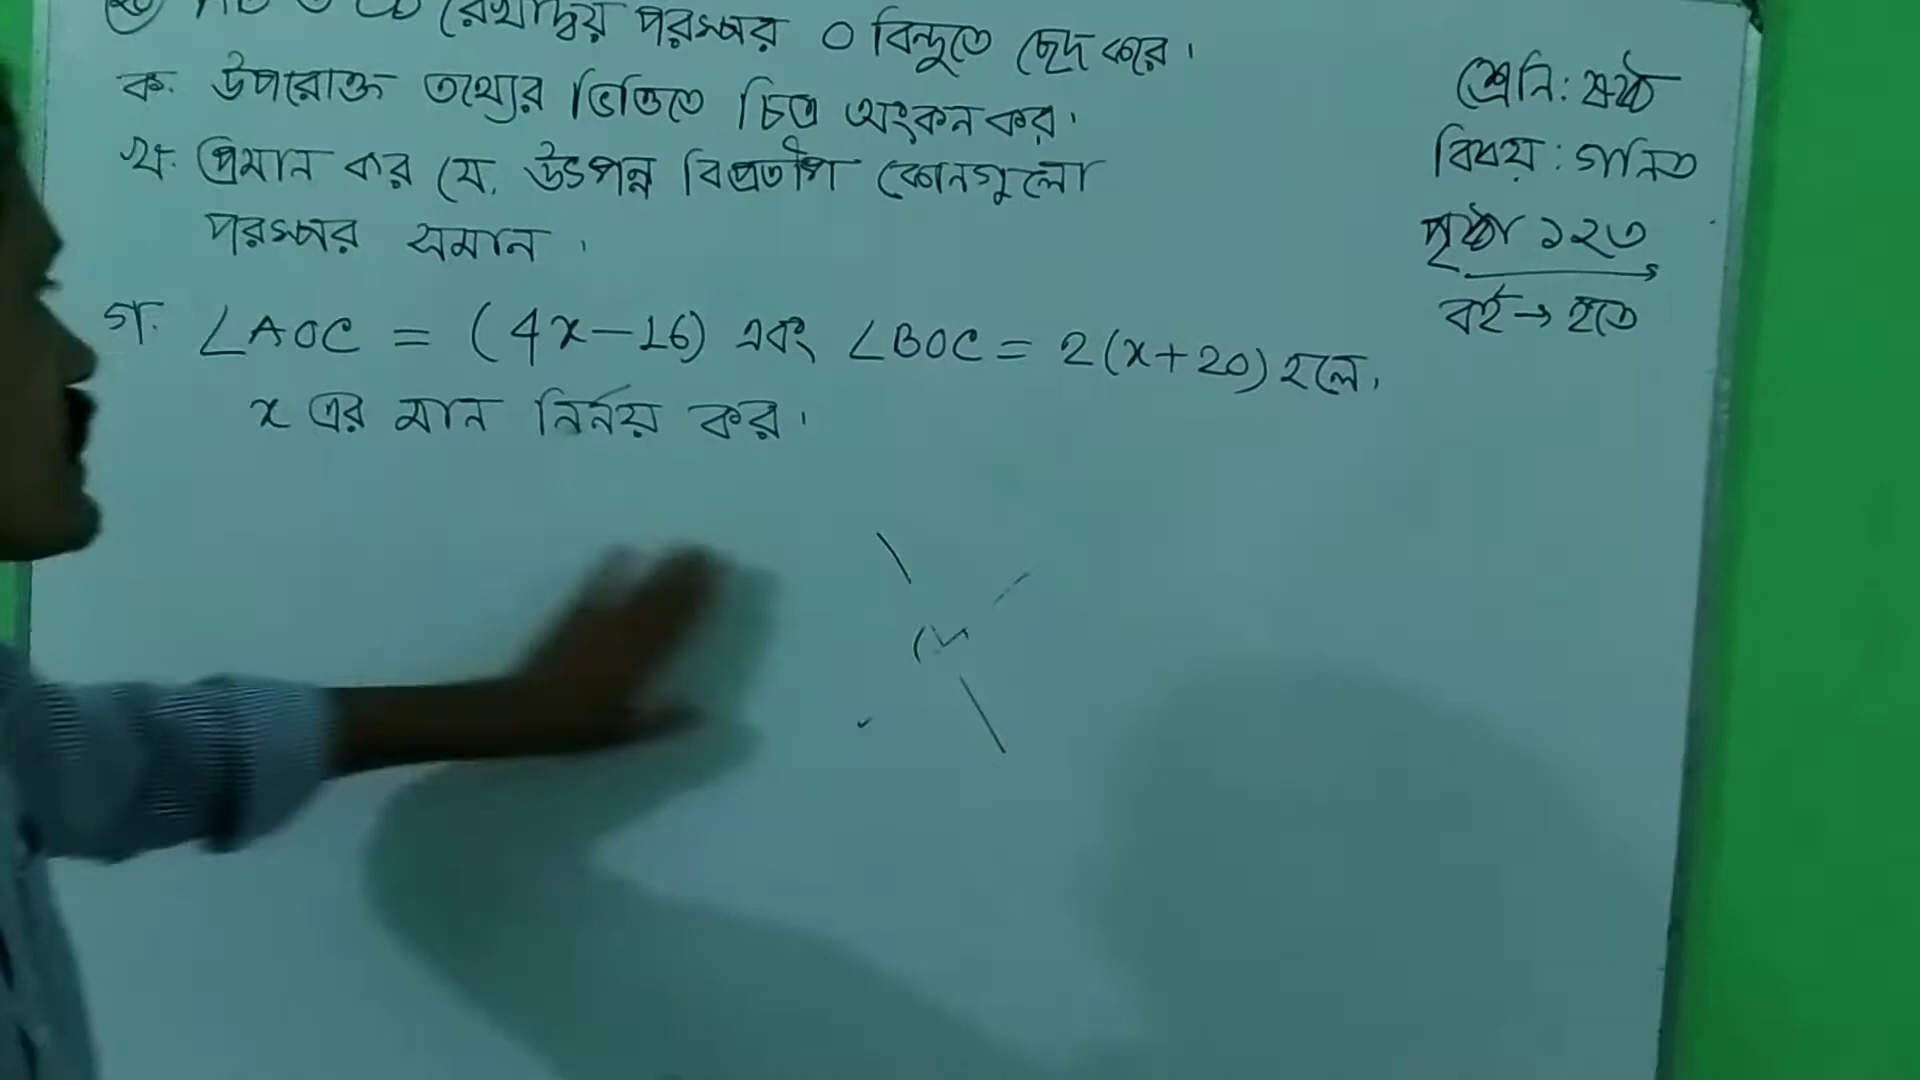 রেখাদ্বয় পরস্পর O বিন্দুতে ছেদ করে।
ক. উপরোক্ত তথ্যের ভিত্তিতে চিত্র অংকন কর।
খ. প্রমান কর যে, উৎপন্ন বিপ্রতীপ কোনগুলো
পরস্পর সমান।
গ. ∠AOC = (4x-16) এবং ∠BOC = 2(x+20) হলে,
x এর মান নির্নয় কর।
শ্রেনি: ষষ্ঠ
বিষয়: গনিত
পৃষ্ঠা ১২৩
বই → হতে